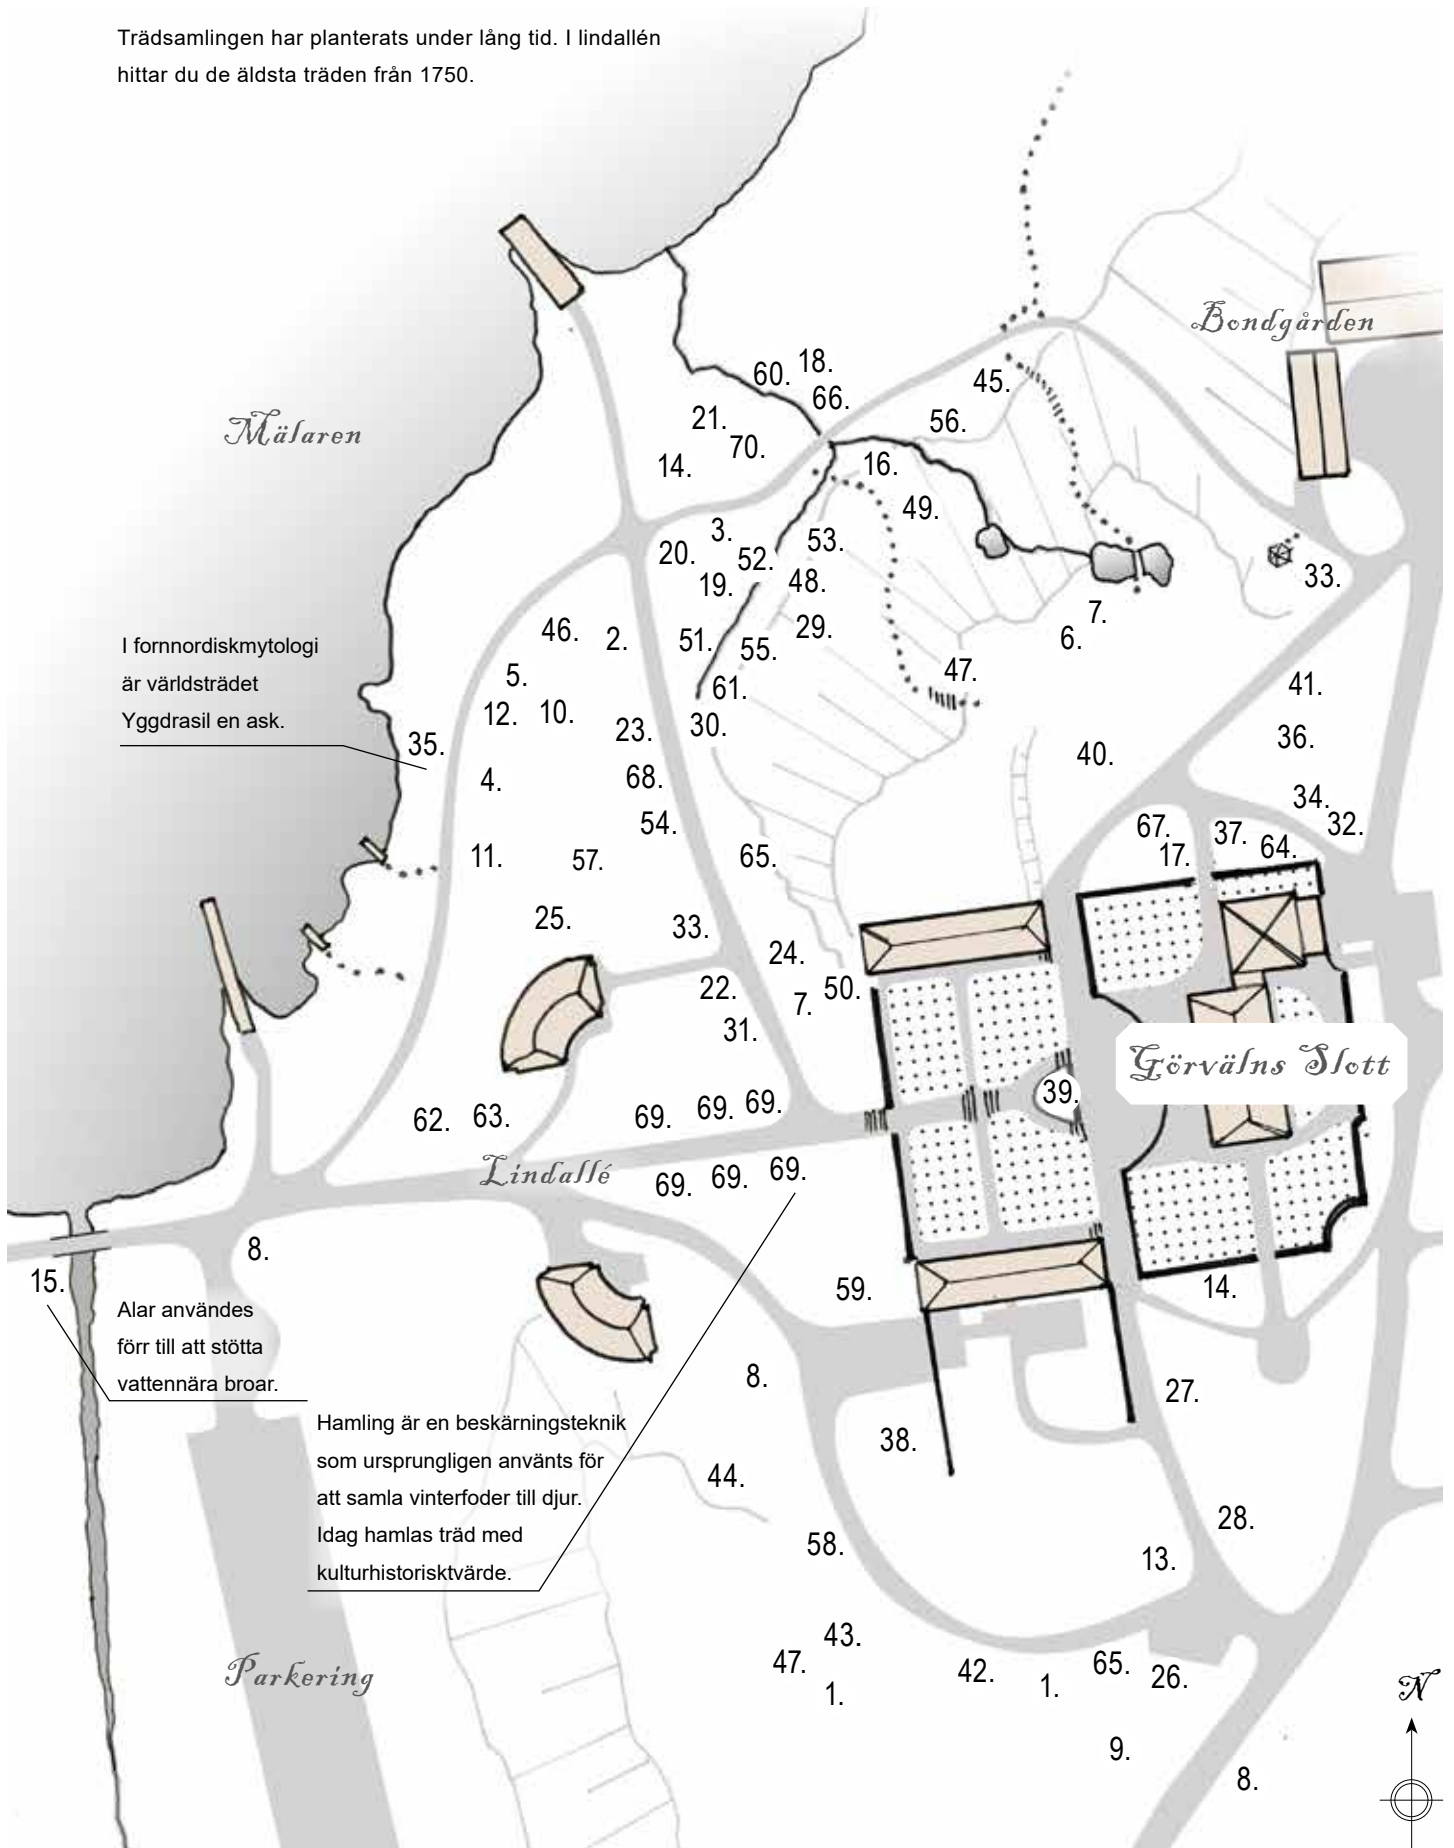 Trädsamlingen har planterats under lång tid. I lindallén
hittar du de äldsta träden från 1750.
Bondgården
Mälaren
60. 18.
66.
45.
21.
56.
70.
14.
16.
49.
3.
20.
52.
53.
19.
48.
33.
7.
46. 2.
51. 55. 29.
6.
I fornnordiskmytologi
är världsträdet
Yggdrasil en ask.
5.
61.
47.
41.
12. 10.
23. 30.
35.
40.
36.
4.
68.
34.
54.
67. 37. 32.
11.
57.
65.
17. 64.
25.
33.
24.
22.
7. 50.
31.
Görvälns Slott
39.
62. 63.
69. 69. 69.
Lindallé
69. 69. 69.
8.
15.
59.
14.
Alar användes
förr till att stötta
vattennära broar.
8.
27.
Hamling är en beskärningsteknik
som ursprungligen använts för
att samla vinterfoder till djur.
Idag hamlas träd med
kulturhistorisktvärde.
38.
44.
28.
58.
13.
43.
47.
42.
65.
26.
1.
1.
Parkering
N
9.
8.